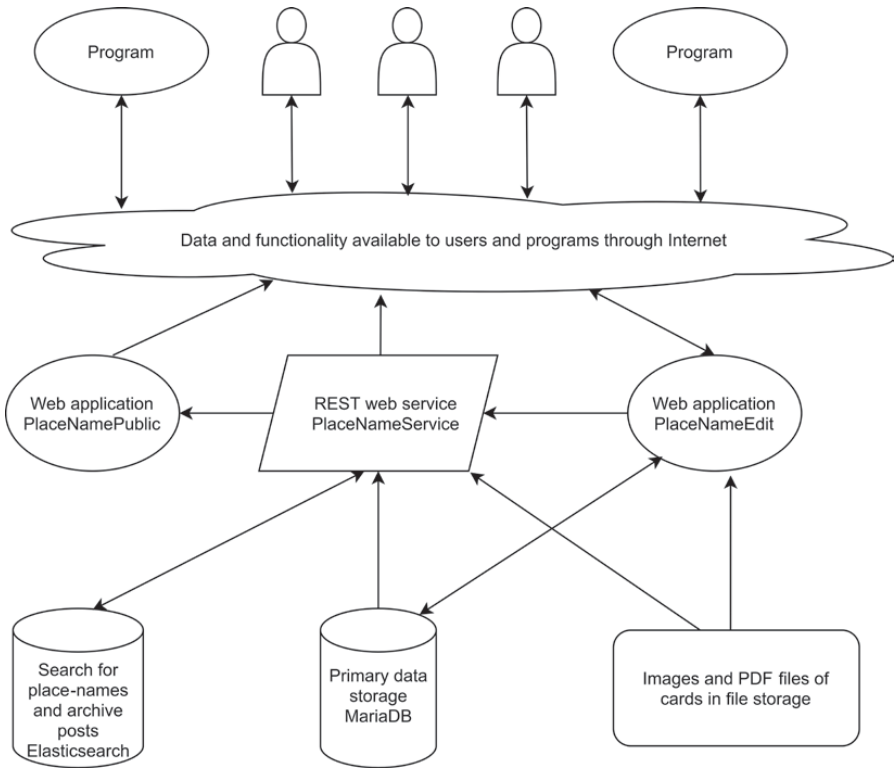 Program
Program
Data and functionality available to users and programs through Internet
Web application
PlaceNamePublic
REST web service
PlaceNameService
Web application
PlaceNameEdit
Search for
place-names
and archive
posts
Elasticsearch
Primary data
storage
MariaDB
Images and PDF files of
cards in file storage